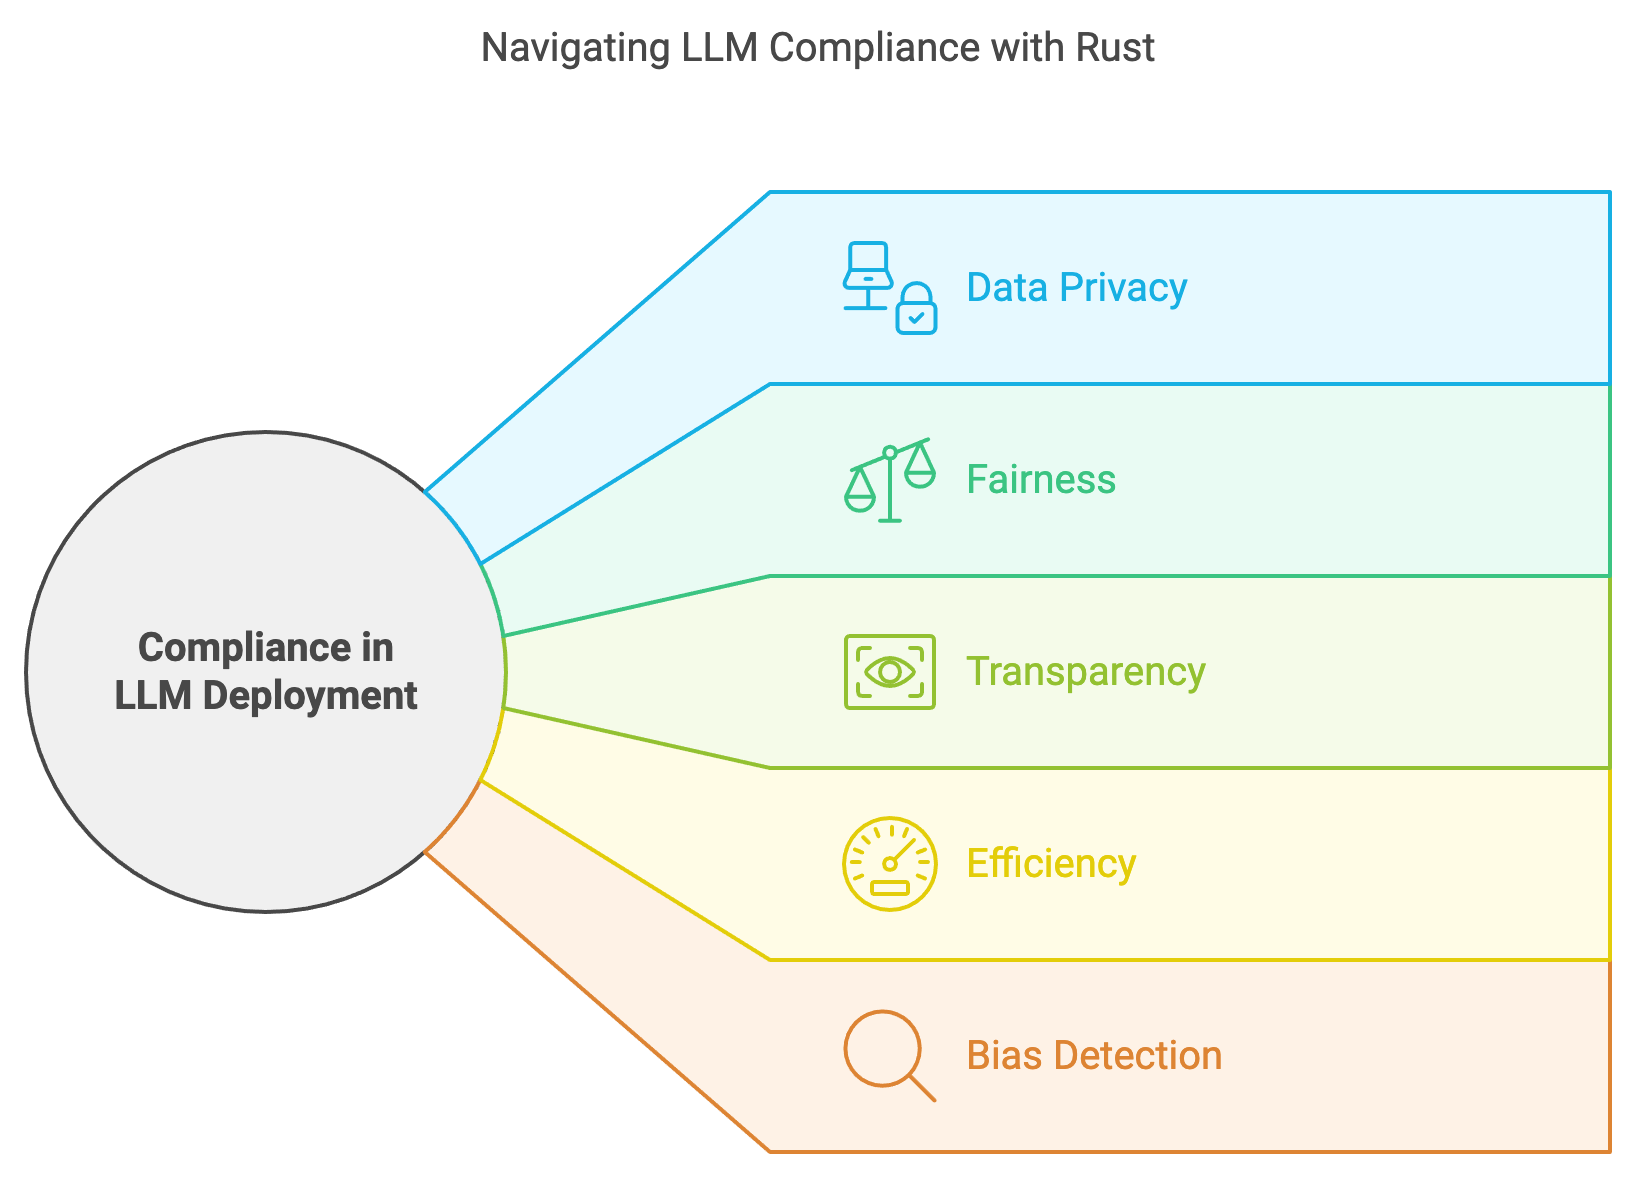 Navigating LLM Compliance with Rust
Data Privacy
Fairness
Compliance in
LLM Deployment
Transparency
Efficiency
Bias Detection